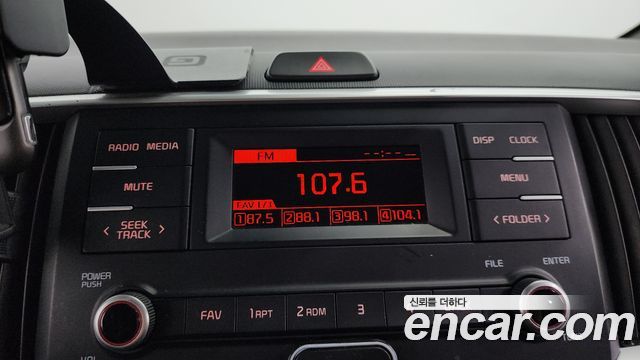 RADIO MEDIA
MUTE
< SEEK TRACK >
POWER PUSH
VOL
FM --:-- --
107.6
FAV 1/3
1 87.5 2 88.1 3 98.1 4 104.1
DISP CLOCK
MENU
< FOLDER >
FILE ENTER
FAV 1 RPT 2 RDM 3 4
신뢰를 더하다
encar.com